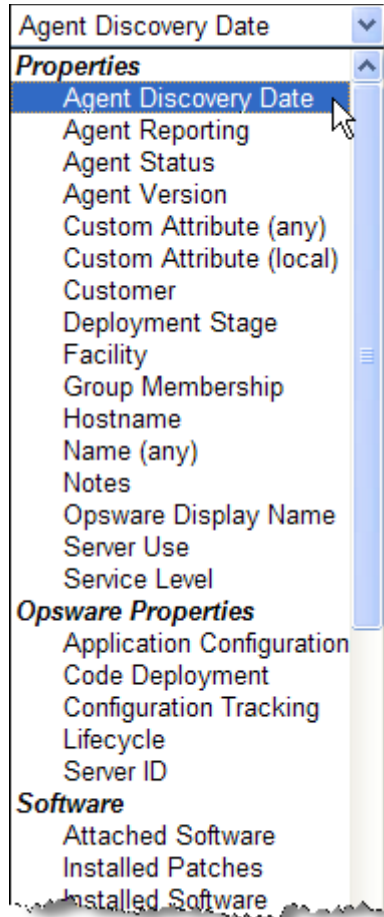 Agent Discovery Date
Properties
Agent Discovery Date
Agent Reporting
Agent Status
Agent Version
Custom Attribute (any)
Custom Attribute (local)
Customer
Deployment Stage
Facility
Group Membership
Hostname
Name (any)
Notes
Opsware Display Name
Server Use
Service Level
Opsware Properties
Application Configuration
Code Deployment
Configuration Tracking
Lifecycle
Server ID
Software
Attached Software
Installed Patches
Installed Software